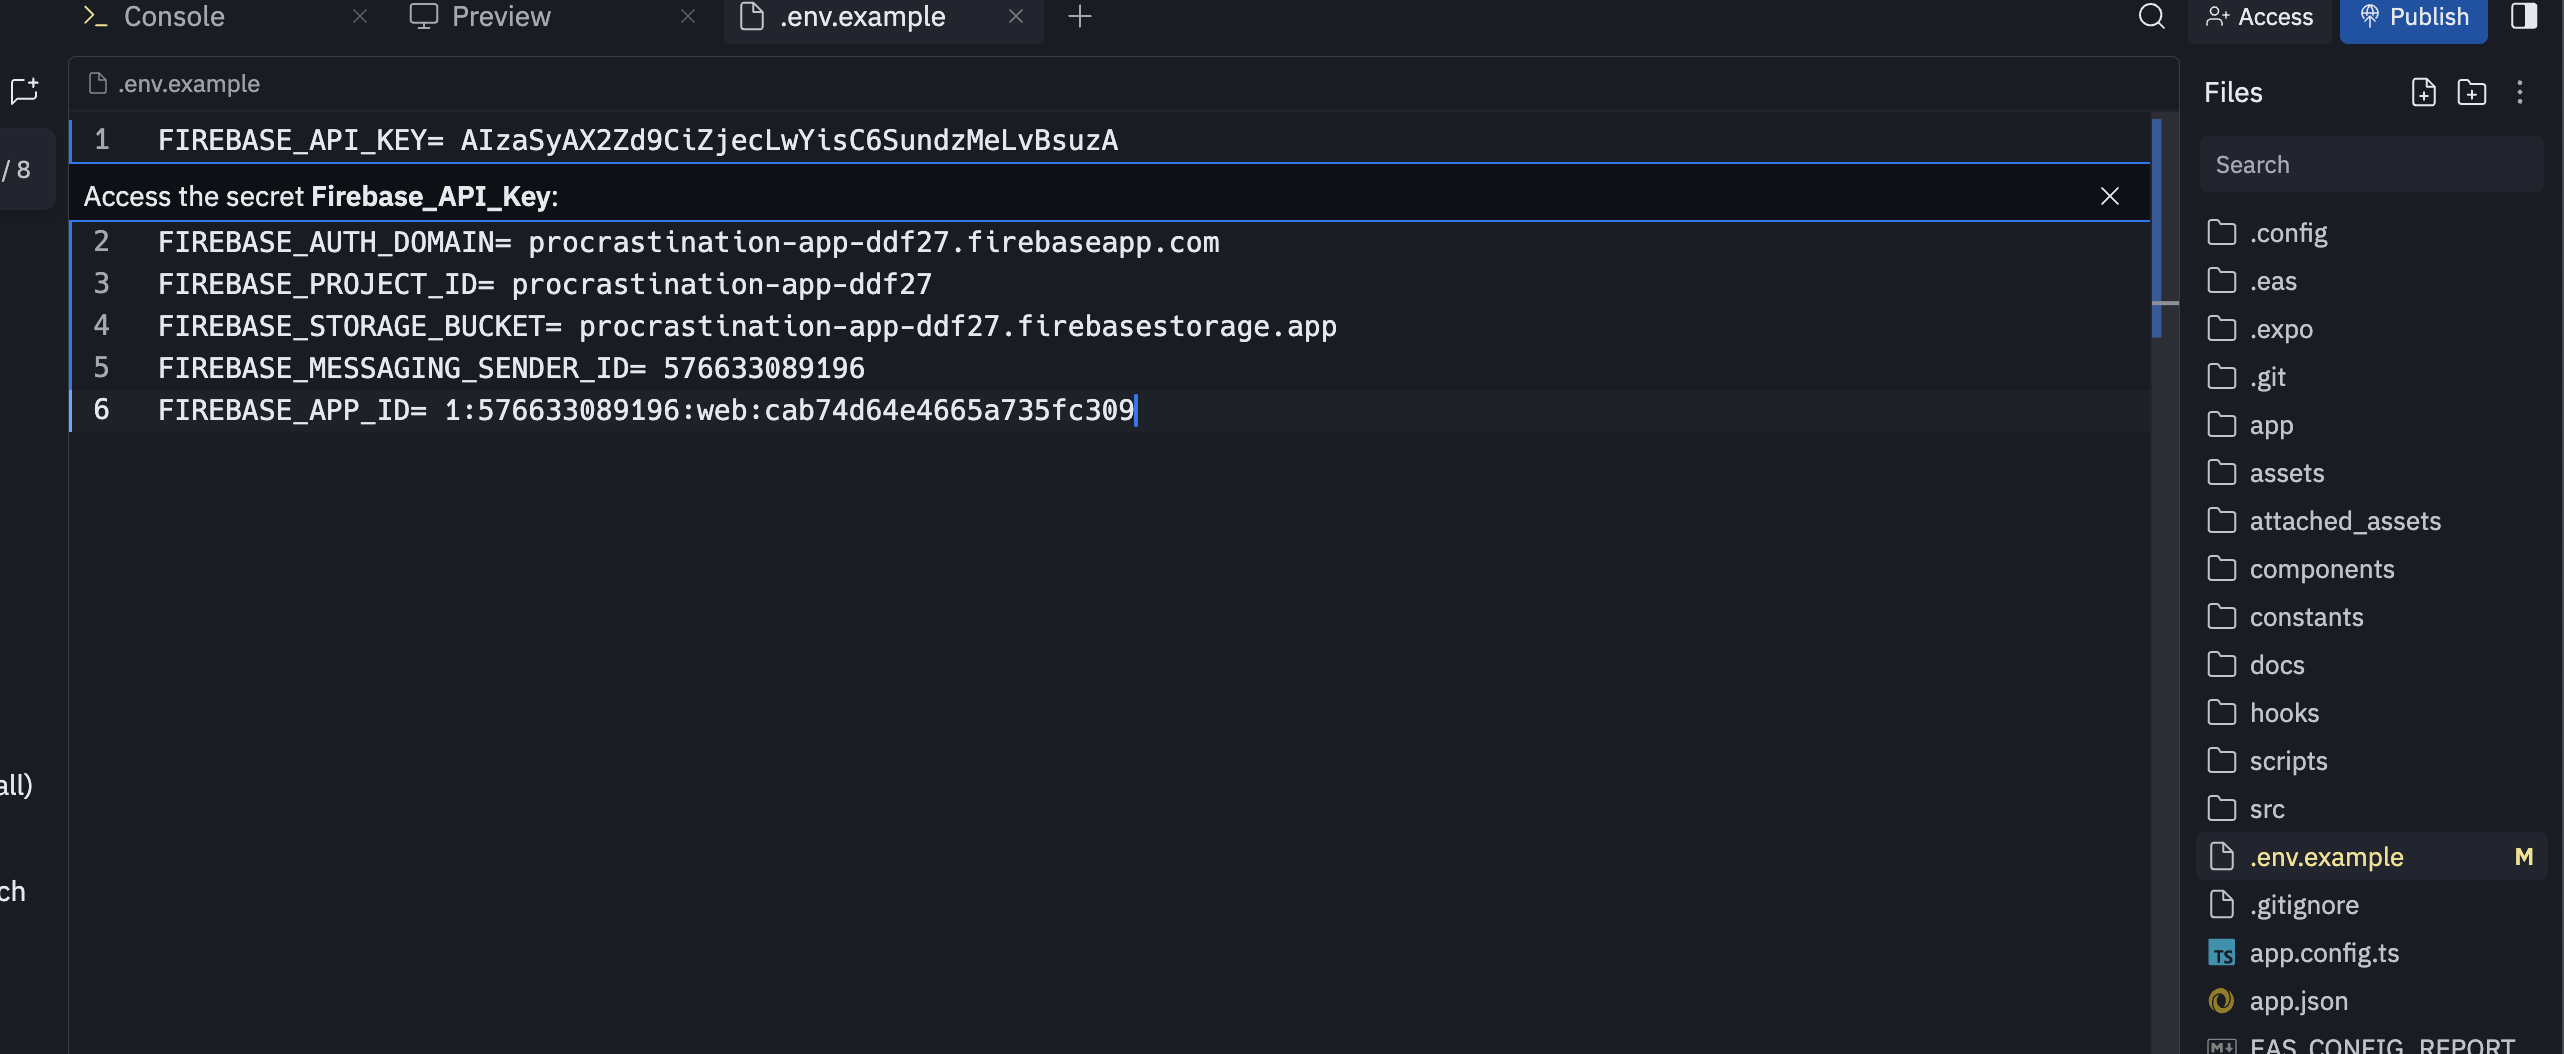 Console
Preview
.env.example
Access
Publish
.env.example
/ 8
1 FIREBASE_API_KEY= AIzaSyAX2Zd9CiZjecLwYisC6SundzMeLvBsuzA
Access the secret Firebase_API_Key:
2 FIREBASE_AUTH_DOMAIN= procrastination-app-ddf27.firebaseapp.com
3 FIREBASE_PROJECT_ID= procrastination-app-ddf27
4 FIREBASE_STORAGE_BUCKET= procrastination-app-ddf27.firebasestorage.app
5 FIREBASE_MESSAGING_SENDER_ID= 576633089196
6 FIREBASE_APP_ID= 1:576633089196:web:cab74d64e4665a735fc309
all)
ch
Files
Search
.config
.eas
.expo
.git
app
assets
attached_assets
components
constants
docs
hooks
scripts
src
.env.example M
.gitignore
TS app.config.ts
app.json
EAS_CONFIG_REPORT